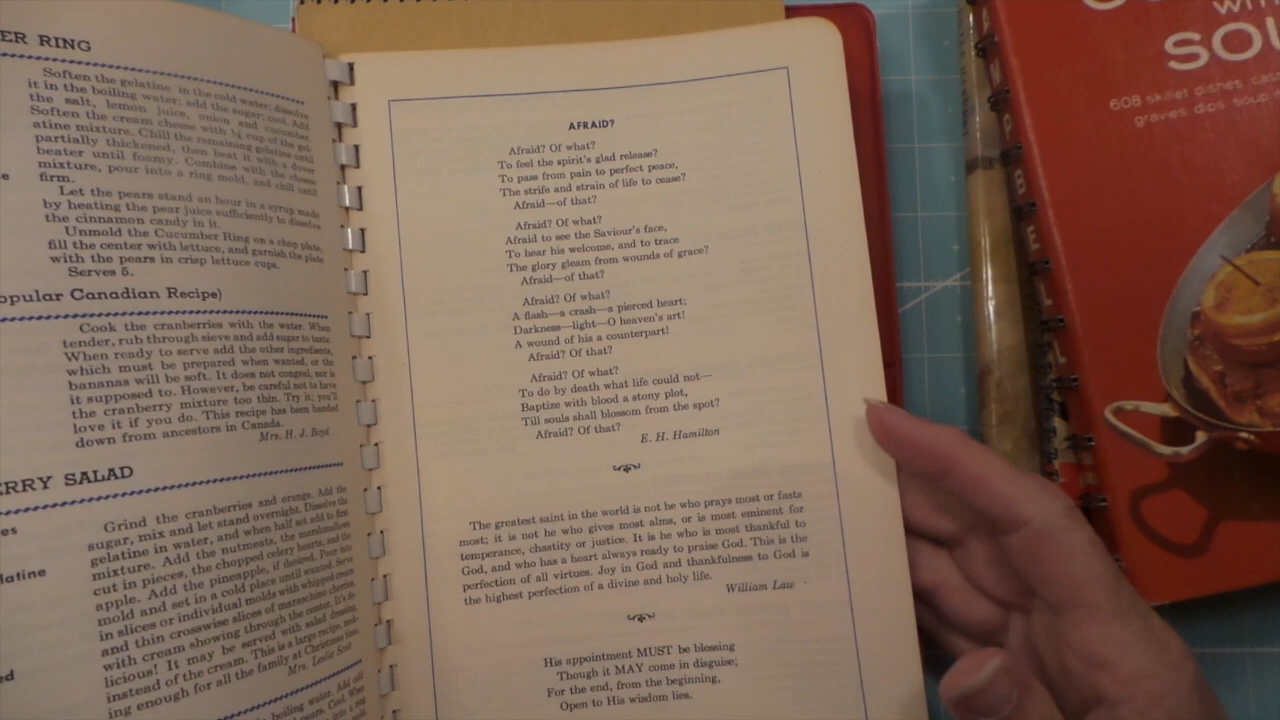 ER RING
Soften the gelatine in the cold water; dissolve
it in the boiling water; add the sugar; cool. Add
the salt, lemon juice, onion and cucumber.
Soften the cream cheese with ¼ cup of the gel-
atine mixture. Chill the remaining gelatine until
partially thickened, then beat it with a dover
beater until foamy. Combine with the cheese
mixture, pour into a ring mold, and chill until
firm.
Let the pears stand an hour in a syrup made
by heating the pear juice sufficiently to dissolve
the cinnamon candy in it.
Unmold the Cucumber Ring on a chop plate,
fill the center with lettuce, and garnish the plate
with the pears in crisp lettuce cups.
Serves 5.
opular Canadian Recipe)
Cook the cranberries with the water. When
tender, rub through sieve and add sugar to taste.
When ready to serve add the other ingredients,
which must be prepared when wanted, or the
bananas will be soft. It does not congeal, nor is
it supposed to. However, be careful not to have
the cranberry mixture too thin. Try it; you'll
love it if you do. This recipe has been handed
down from ancestors in Canada.
Mrs. H. J. Boyd
RRY SALAD
es
latine
ed
Grind the cranberries and orange. Add the
sugar, mix and let stand overnight. Dissolve the
gelatine in water, and when half set add to first
mixture. Add the nutmeats, the marshmallows
cut in pieces, the chopped celery hearts, and the
apple. Add the pineapple, if desired. Pour into
mold and set in a cold place until wanted. Serve
in slices or individual molds with whipped cream
and thin crosswise slices of maraschino cherries,
with cream showing through the center. It's de-
licious! It may be served with salad dressing
instead of the cream. This is a large recipe, mak-
ing enough for all the family at Christmas time.
Mrs. Leslie Scott
boiling water. Add cold
pears. Cool. When
into a ring
mold.
AFRAID?
Afraid? Of what?
To feel the spirit's glad release?
To pass from pain to perfect peace,
The strife and strain of life to cease?
Afraid—of that?
Afraid? Of what?
Afraid to see the Saviour's face,
To hear his welcome, and to trace
The glory gleam from wounds of grace?
Afraid—of that?
Afraid? Of what?
A flash—a crash—a pierced heart;
Darkness—light—O heaven's art!
A wound of his a counterpart!
Afraid? Of that?
Afraid? Of what?
To do by death what life could not—
Baptize with blood a stony plot,
Till souls shall blossom from the spot?
Afraid? Of that?
E. H. Hamilton
The greatest saint in the world is not he who prays most or fasts
most; it is not he who gives most alms, or is most eminent for
temperance, chastity or justice. It is he who is most thankful to
God, and who has a heart always ready to praise God. This is the
perfection of all virtues. Joy in God and thankfulness to God is
the highest perfection of a divine and holy life.
William Law
His appointment MUST be blessing
Though it MAY come in disguise;
For the end, from the beginning,
Open to His wisdom lies.
WIT
SOU
608 skillet dishes cas
gravies dips soup
CAMPBELL